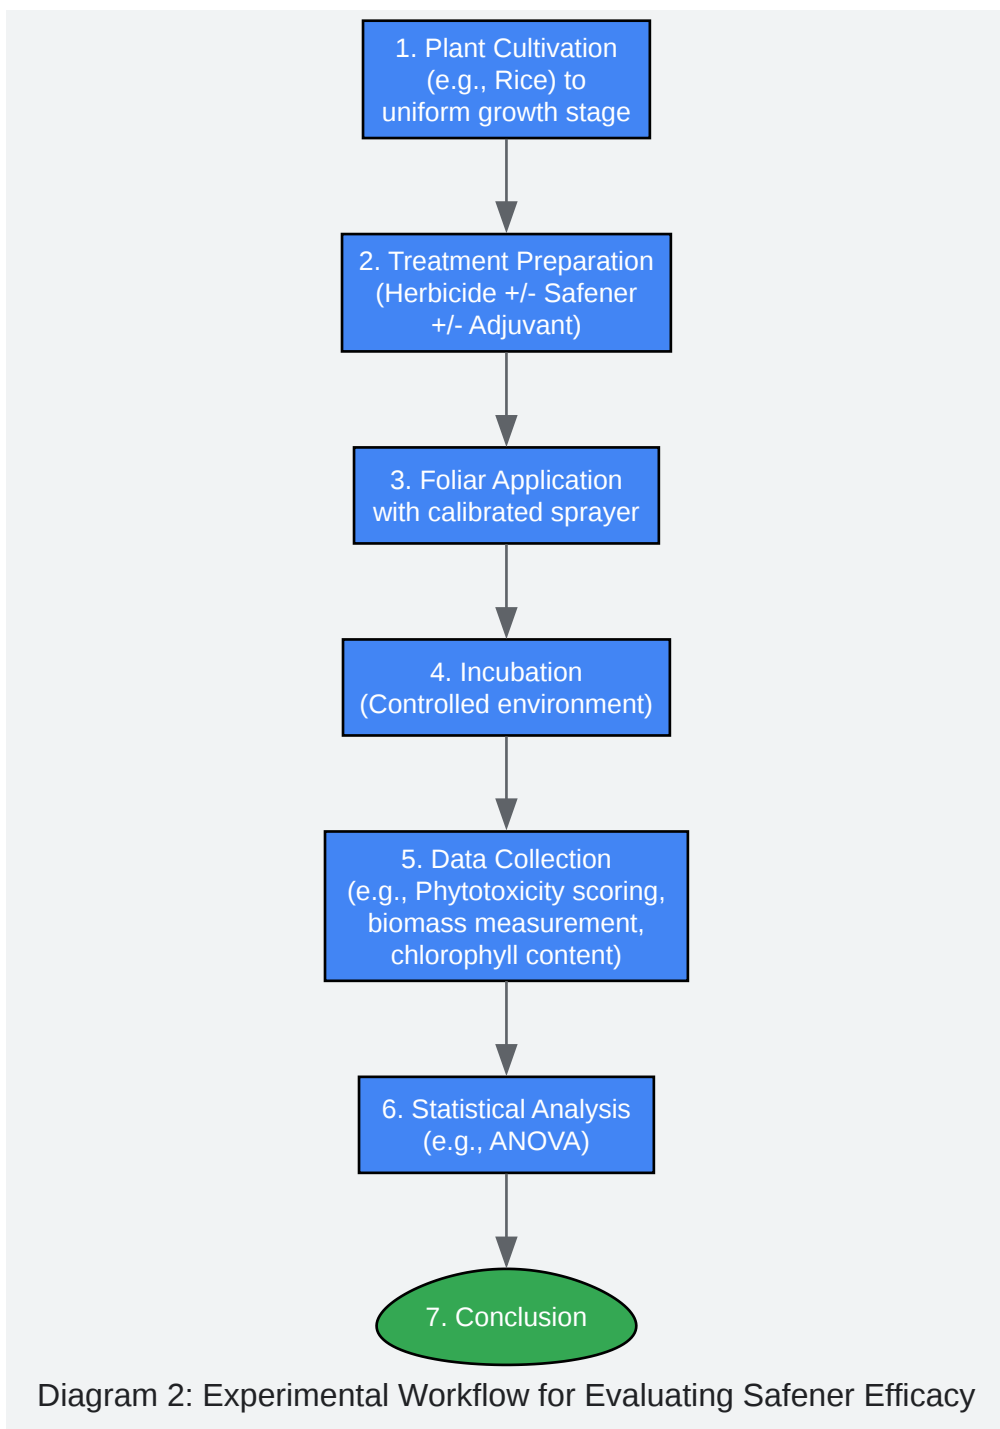 1. Plant Cultivation
(e.g., Rice) to
uniform growth stage
2. Treatment Preparation
(Herbicide +/- Safener
+/- Adjuvant)
3. Foliar Application
with calibrated sprayer
4. Incubation
(Controlled environment)
5. Data Collection
(e.g., Phytotoxicity scoring,
biomass measurement,
chlorophyll content)
6. Statistical Analysis
(e.g., ANOVA)
7. Conclusion
Diagram 2: Experimental Workflow for Evaluating Safener Efficacy